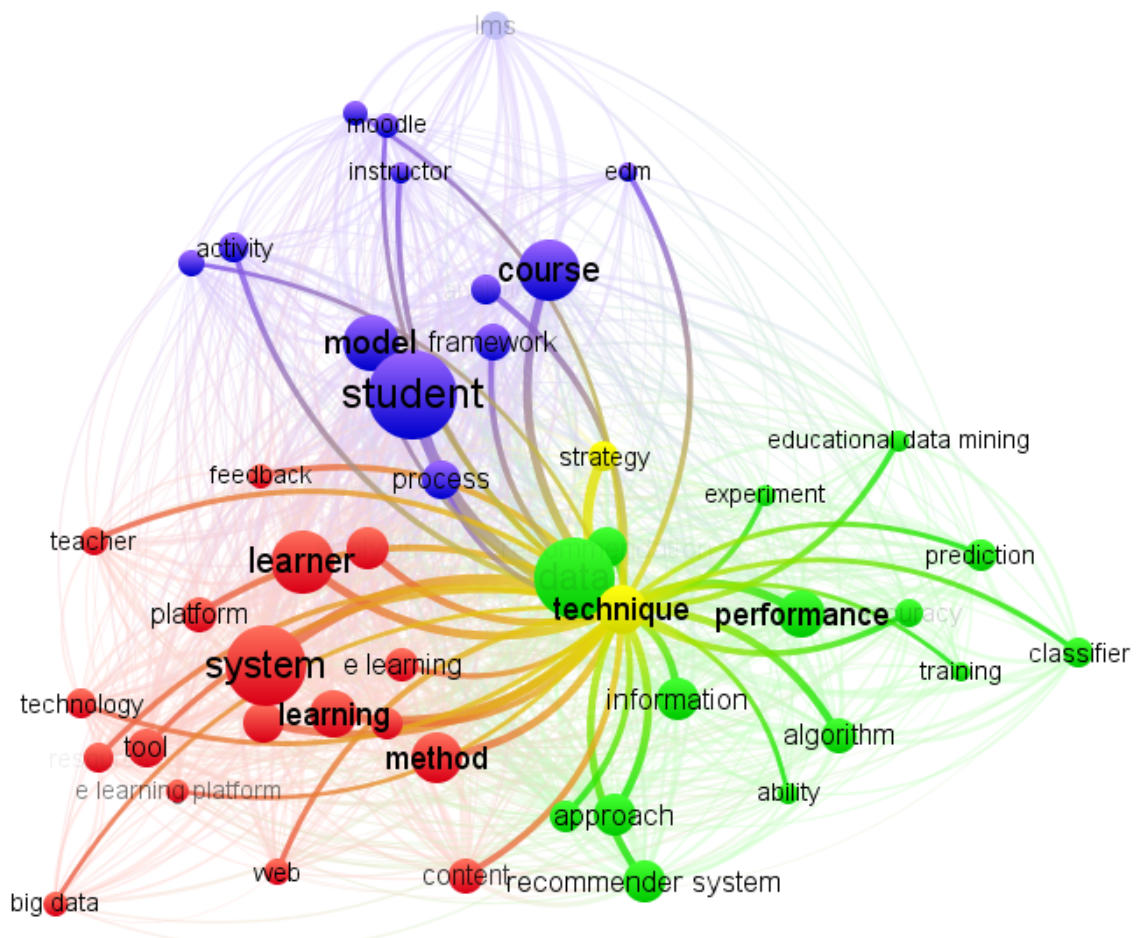 lms
moodle
instructor
edm
activity
course
model
framework
student
strategy
educational data mining
feedback
process
experiment
teacher
learner
prediction
data
platform
technique
performance
system
e learning
classifier
training
technology
learning
information
tool
method
algorithm
e learning platform
ability
approach
web
content
recommender system
big data